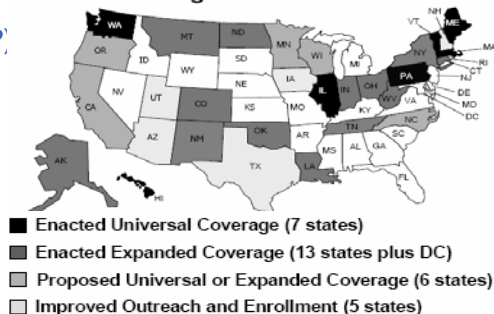 WA
MT
ND
MN
VT
NH
ME
OR
ID
SD
WI
MI
NY
MA
RI
CT
WY
NE
IA
PA
NJ
NV
UT
CO
KS
MO
IL
IN
OH
WV
VA
DE
MD
DC
CA
KY
AZ
NM
OK
AR
TN
NC
SC
AK
TX
LA
MS
AL
GA
FL
HI
Enacted Universal Coverage (7 states)
Enacted Expanded Coverage (13 states plus DC)
Proposed Universal or Expanded Coverage (6 states)
Improved Outreach and Enrollment (5 states)